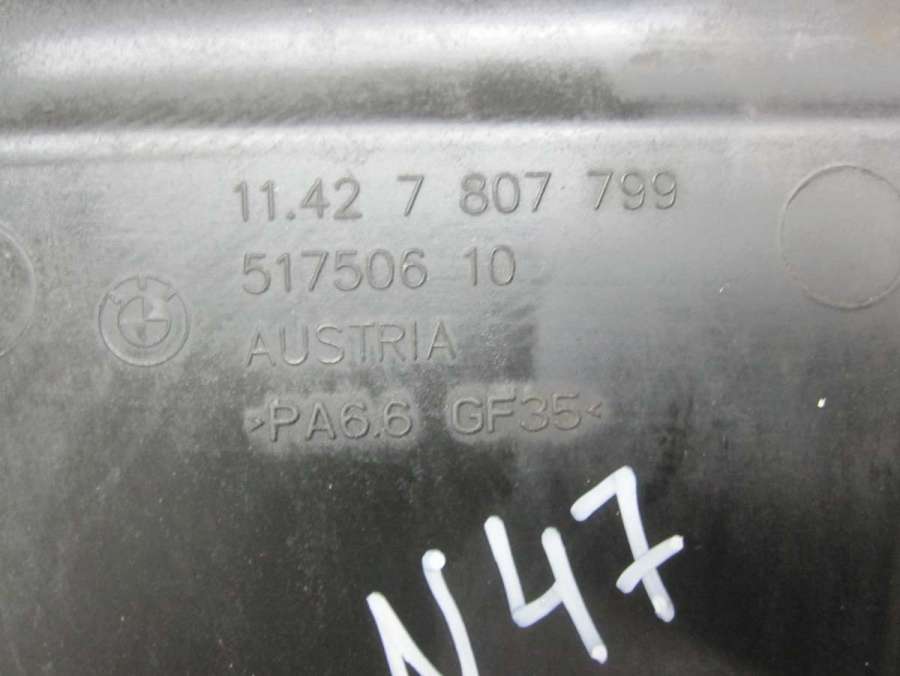 11.42 7 807 799
517506 10
AUSTRIA
>PA6.6 GF35<
N47